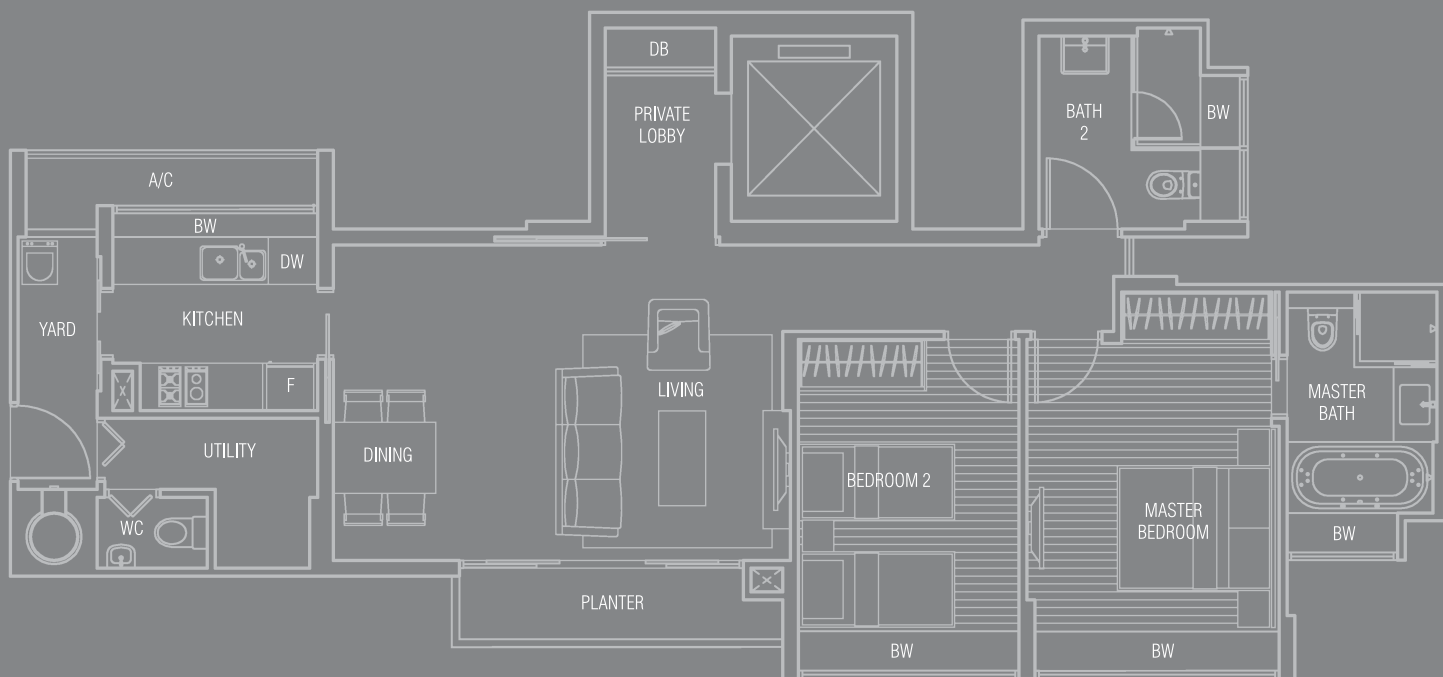 DB
PRIVATE
LOBBY
BATH
2
BW
A/C
BW
DW
KITCHEN
YARD
F
LIVING
MASTER
BATH
UTILITY
DINING
BEDROOM 2
MASTER
BEDROOM
WC
BW
PLANTER
BW
BW